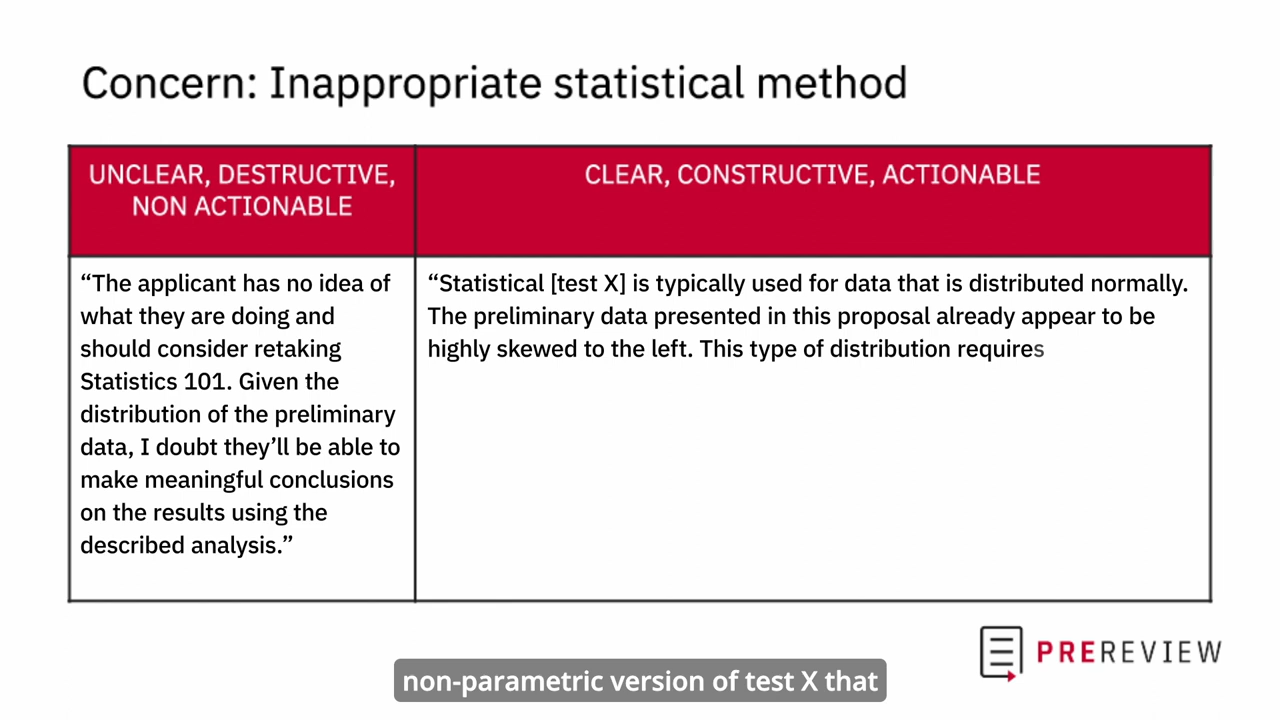 Concern: Inappropriate statistical method
UNCLEAR, DESTRUCTIVE,
NON ACTIONABLE
CLEAR, CONSTRUCTIVE, ACTIONABLE
“The applicant has no idea of
what they are doing and
should consider retaking
Statistics 101. Given the
distribution of the preliminary
data, I doubt they’ll be able to
make meaningful conclusions
on the results using the
described analysis.”
“Statistical [test X] is typically used for data that is distributed normally.
The preliminary data presented in this proposal already appear to be
highly skewed to the left. This type of distribution requires
PREREVIEW
non-parametric version of test X that